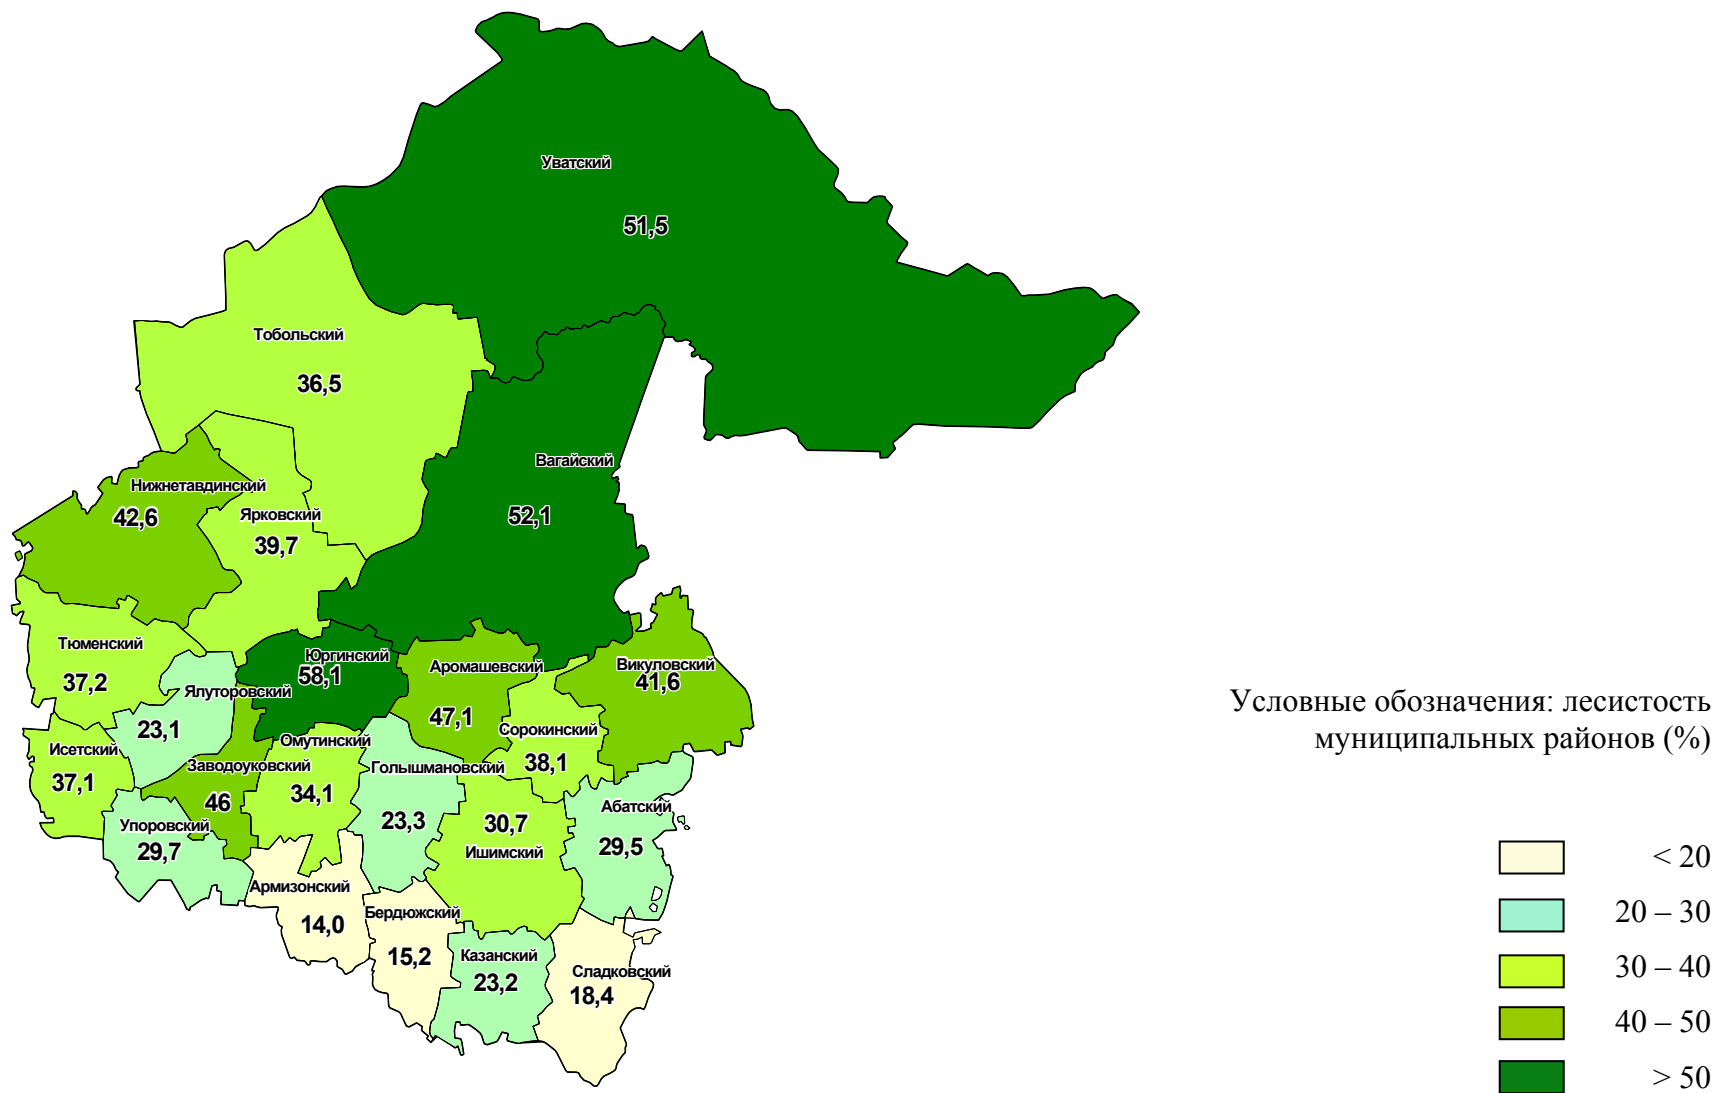 Уватский
51,5
Тобольский
36,5
Вагайский
52,1
Нижнетавдинский
42,6
Ярковский
39,7
Тюменский
37,2
Юргинский
58,1
Аромашевский
47,1
Викуловский
41,6
Ялуторовский
23,1
Исетский
37,1
Заводоуковский
46
Омутинский
34,1
Голышмановский
23,3
Сорокинский
38,1
30,7
Ишимский
Абатский
29,5
Упоровский
29,7
Армизонский
14,0
Бердюжский
15,2
Казанский
23,2
Сладковский
18,4
Условные обозначения: лесистость
муниципальных районов (%)
< 20
20 – 30
30 – 40
40 – 50
> 50